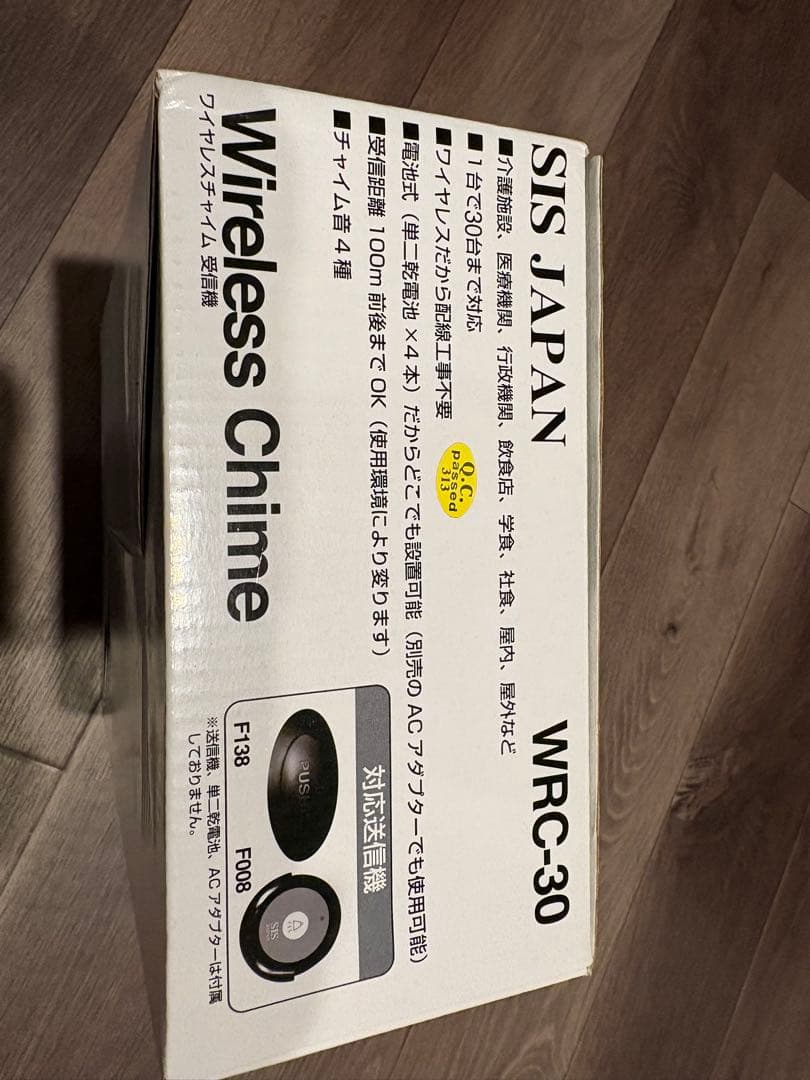 SIS JAPAN
WRC-30
■介護施設、医療機関、行政機関、飲食店、学食、社食、屋内、屋外など
■1台で30台まで対応
■ワイヤレスだから配線工事不要
■電池式（単二乾電池×4本）だからどこでも設置可能（別売のACアダプターでも使用可能）
■受信距離 100m 前後まで OK（使用環境により変ります）
■チャイム音 4 種
Q.C.
passed
313
Wireless Chime
ワイヤレスチャイム 受信機
対応送信機
PUSH
SIS
F138
F008
※送信機、単二乾電池、ACアダプターは付属
しておりません。